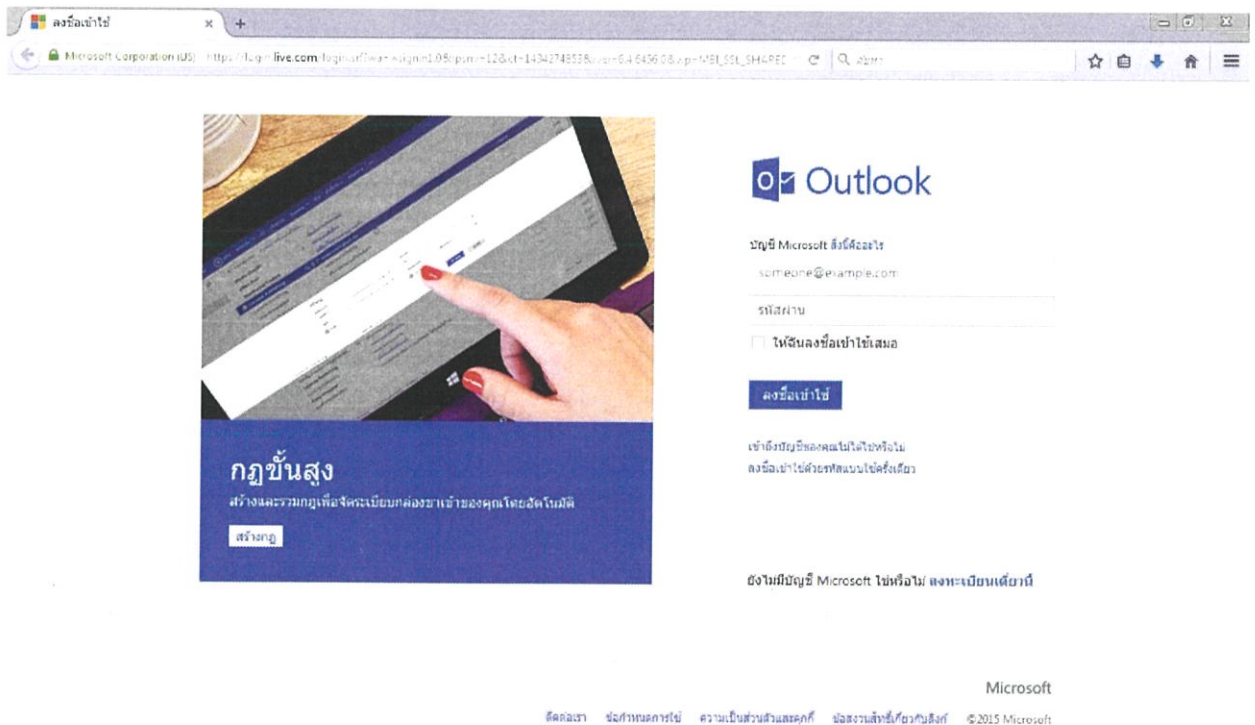 ลงชื่อเข้าใช้
Microsoft Corporation (US)
live.com
Outlook
บัญชี Microsoft สิ่งนี้คืออะไร
someone@example.com
รหัสผ่าน
ให้ฉันลงชื่อเข้าใช้เสมอ
ลงชื่อเข้าใช้
เข้าถึงบัญชีของคุณไม่ได้ใช่หรือไม่
ลงชื่อเข้าใช้ด้วยรหัสแบบใช้ครั้งเดียว
กฎขั้นสูง
สร้างและรวมกฎเพื่อจัดระเบียบกล่องขาเข้าของคุณโดยอัตโนมัติ
สร้างกฎ
ยังไม่มีบัญชี Microsoft ใช่หรือไม่ ลงทะเบียนเดี๋ยวนี้
Microsoft
ติดต่อเรา ข้อกำหนดการใช้ ความเป็นส่วนตัวและคุกกี้ ข้อสงวนสิทธิ์เกี่ยวกับลิงก์ ©2015 Microsoft